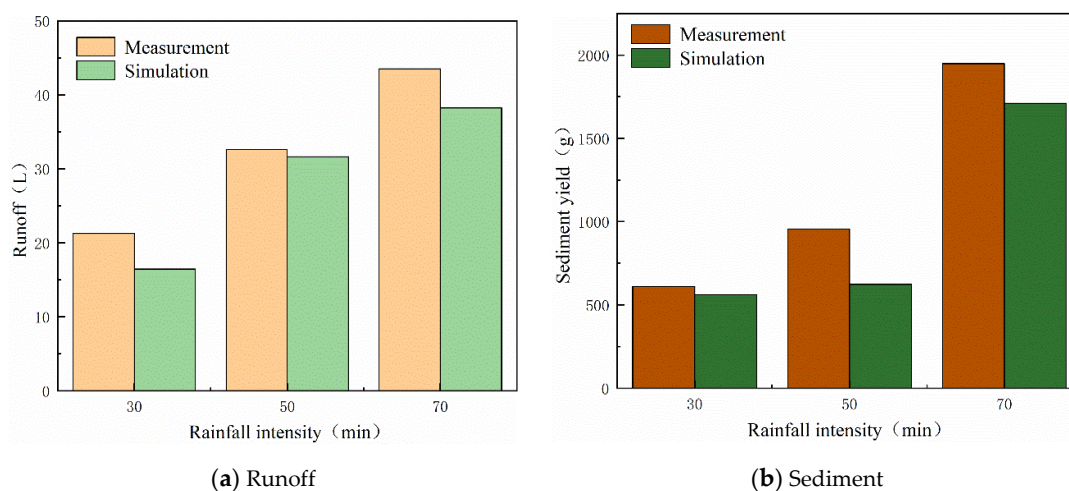 50
40
30
20
10
0
Runoff（L）
Measurement
Simulation
30
50
70
Rainfall intensity（min）
(a) Runoff
2000
1500
1000
500
0
Sediment yield（g）
Measurement
Simulation
30
50
70
Rainfall intensity（min）
(b) Sediment